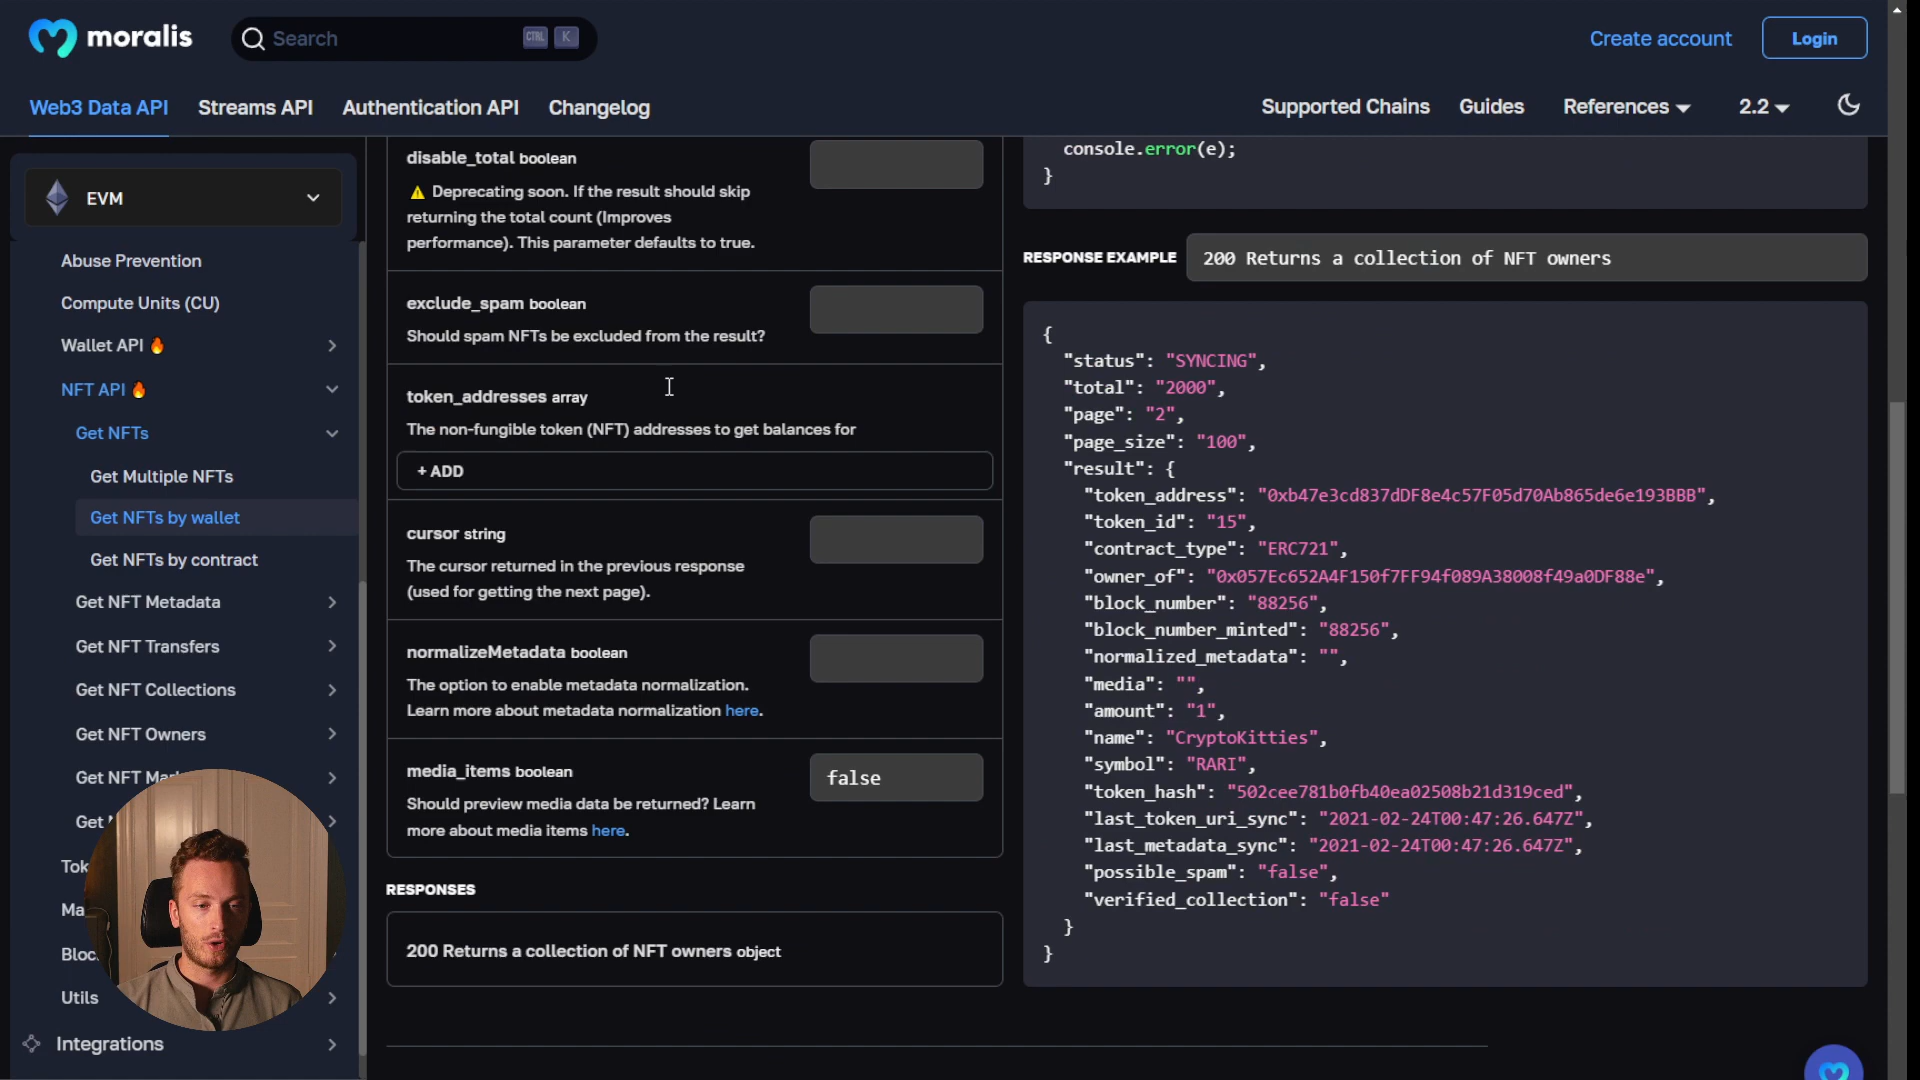 moralis
Search
CTRL K
Create account
Login
Web3 Data API
Streams API
Authentication API
Changelog
Supported Chains
Guides
References
2.2
EVM
Abuse Prevention
Compute Units (CU)
Wallet API 🔥
NFT API 🔥
Get NFTs
Get Multiple NFTs
Get NFTs by wallet
Get NFTs by contract
Get NFT Metadata
Get NFT Transfers
Get NFT Collections
Get NFT Owners
Get NFT
Get
Utils
Integrations
disable_total boolean
⚠️ Deprecating soon. If the result should skip
returning the total count (Improves
performance). This parameter defaults to true.
exclude_spam boolean
Should spam NFTs be excluded from the result?
token_addresses array
The non-fungible token (NFT) addresses to get balances for
+ ADD
cursor string
The cursor returned in the previous response
(used for getting the next page).
normalizeMetadata boolean
The option to enable metadata normalization.
Learn more about metadata normalization here.
media_items boolean
false
Should preview media data be returned? Learn
more about media items here.
RESPONSES
200 Returns a collection of NFT owners object
console.error(e);
}
RESPONSE EXAMPLE
200 Returns a collection of NFT owners
{
"status": "SYNCING",
"total": "2000",
"page": "2",
"page_size": "100",
"result": {
"token_address": "0xb47e3cd837dDF8e4c57F05d70Ab865de6e193BBB",
"token_id": "15",
"contract_type": "ERC721",
"owner_of": "0x057Ec652A4F150f7FF94f089A38008f49a0DF88e",
"block_number": "88256",
"block_number_minted": "88256",
"normalized_metadata": "",
"media": "",
"amount": "1",
"name": "CryptoKitties",
"symbol": "RARI",
"token_hash": "502cee781b0fb40ea02508b21d319ced",
"last_token_uri_sync": "2021-02-24T00:47:26.647Z",
"last_metadata_sync": "2021-02-24T00:47:26.647Z",
"possible_spam": "false",
"verified_collection": "false"
}
}